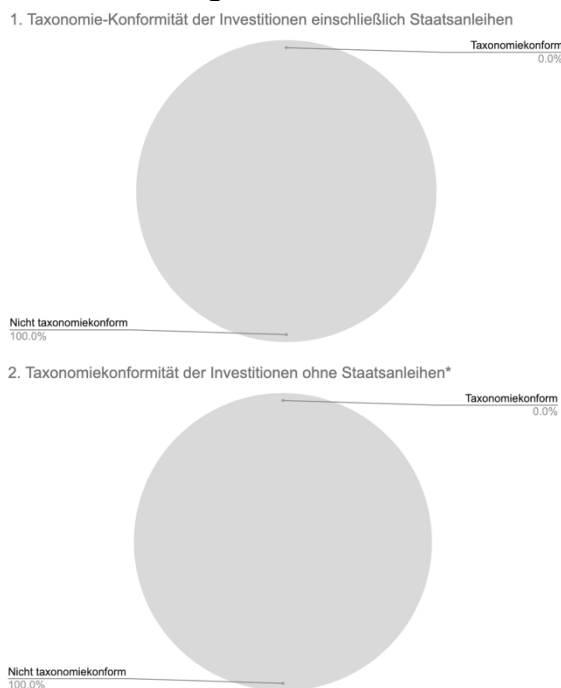 1. Taxonomie-Konformität der Investitionen einschließlich Staatsanleihen
Taxonomiekonform
0.0%
Nicht taxonomiekonform
100.0%
2. Taxonomiekonformität der Investitionen ohne Staatsanleihen*
Taxonomiekonform
0.0%
Nicht taxonomiekonform
100.0%